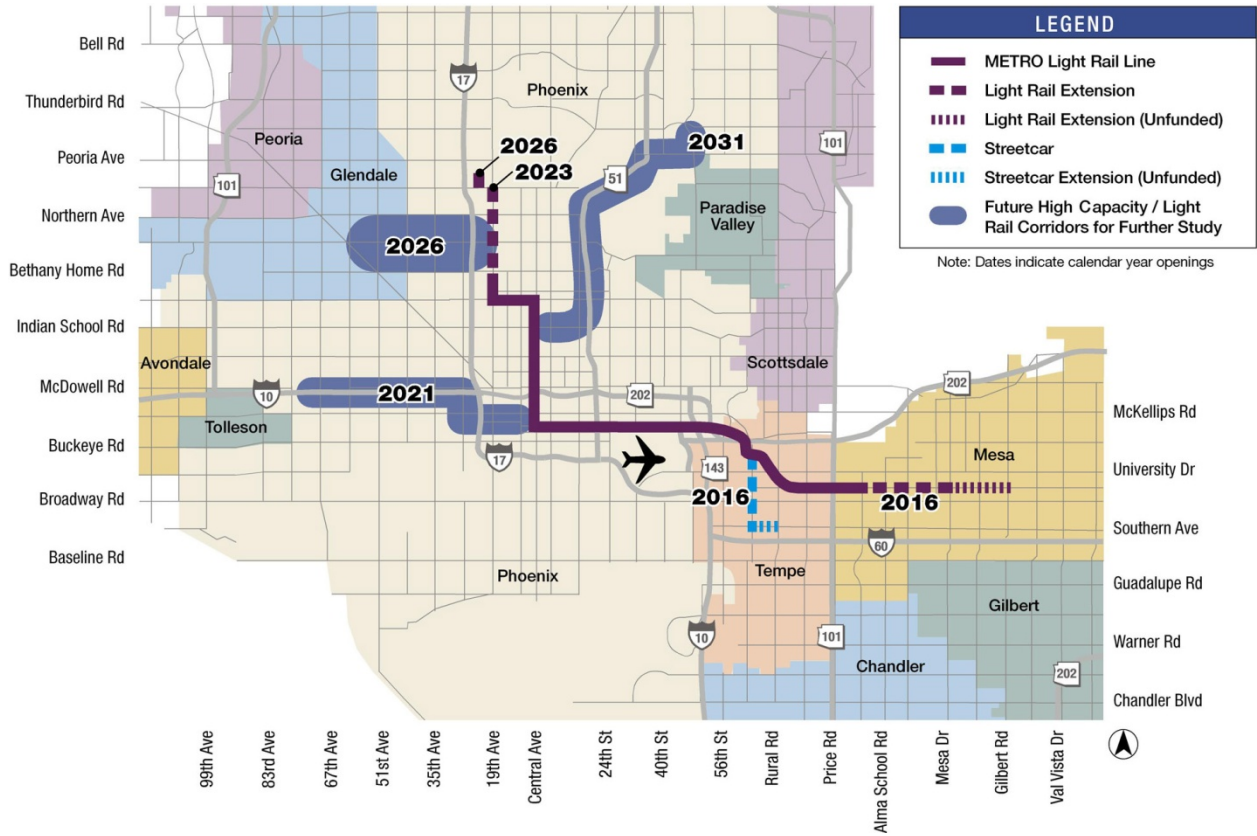 LEGEND
METRO Light Rail Line
Light Rail Extension
Light Rail Extension (Unfunded)
Streetcar
Streetcar Extension (Unfunded)
Future High Capacity / Light
Rail Corridors for Further Study
Note: Dates indicate calendar year openings
Bell Rd
Thunderbird Rd
Peoria Ave
Northern Ave
Bethany Home Rd
Indian School Rd
McDowell Rd
Buckeye Rd
Broadway Rd
Baseline Rd
17
Phoenix
Peoria
101
2026
2031
101
Glendale
2023
51
Paradise
Valley
2026
Avondale
Scottsdale
10
2021
202
202
Tolleson
17
143
Mesa
2016
2016
60
Phoenix
Tempe
Gilbert
10
101
Chandler
202
McKellips Rd
University Dr
Southern Ave
Guadalupe Rd
Warner Rd
Chandler Blvd
99th Ave
83rd Ave
67th Ave
51st Ave
35th Ave
19th Ave
Central Ave
24th St
40th St
56th St
Rural Rd
Price Rd
Alma School Rd
Mesa Dr
Gilbert Rd
Val Vista Dr